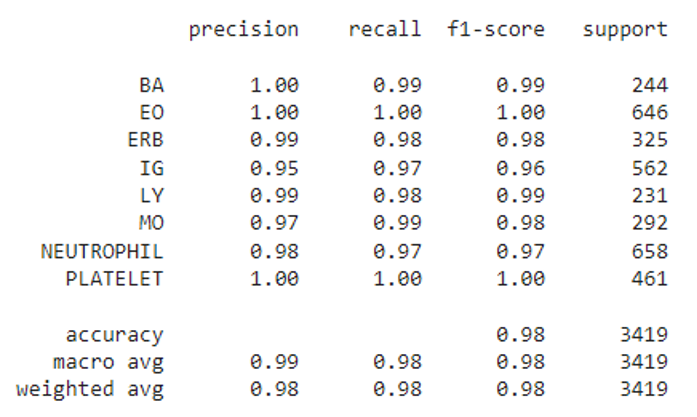 precision recall f1-score support
BA 1.00 0.99 0.99 244
EO 1.00 1.00 1.00 646
ERB 0.99 0.98 0.98 325
IG 0.95 0.97 0.96 562
LY 0.99 0.98 0.99 231
MO 0.97 0.99 0.98 292
NEUTROPHIL 0.98 0.97 0.97 658
PLATELET 1.00 1.00 1.00 461
accuracy 0.98 3419
macro avg 0.99 0.98 0.98 3419
weighted avg 0.98 0.98 0.98 3419